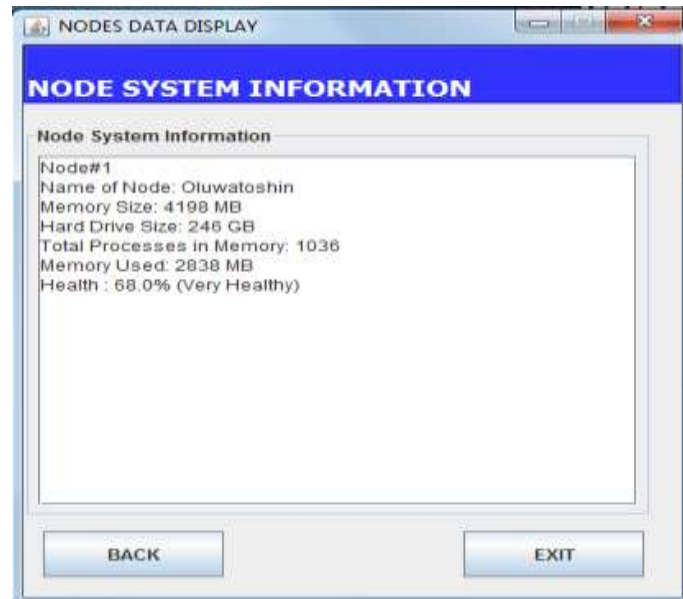 NODES DATA DISPLAY
NODE SYSTEM INFORMATION
Node System Information
Node#1
Name of Node: Oluwatoshin
Memory Size: 4198 MB
Hard Drive Size: 246 GB
Total Processes in Memory: 1036
Memory Used: 2838 MB
Health : 68.0% (Very Healthy)
BACK
EXIT